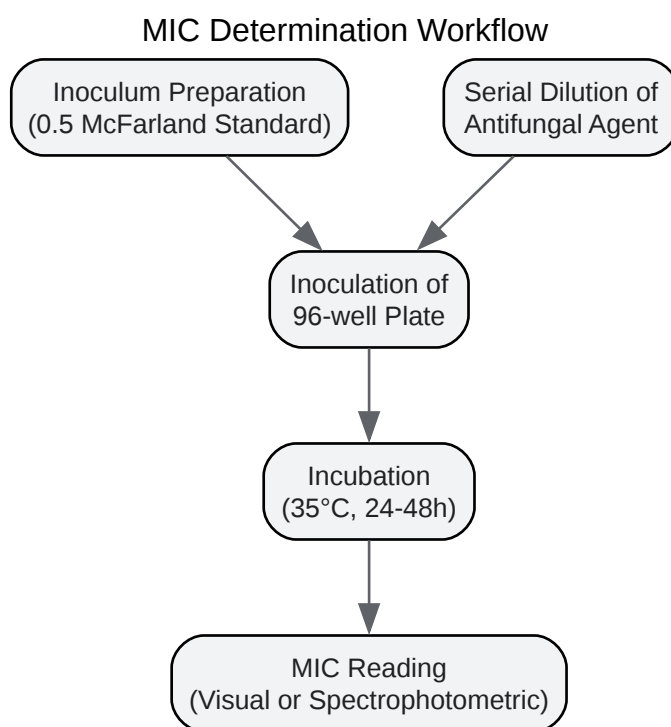 MIC Determination Workflow
Inoculum Preparation
(0.5 McFarland Standard)
Serial Dilution of
Antifungal Agent
Inoculation of
96-well Plate
Incubation
(35°C, 24-48h)
MIC Reading
(Visual or Spectrophotometric)